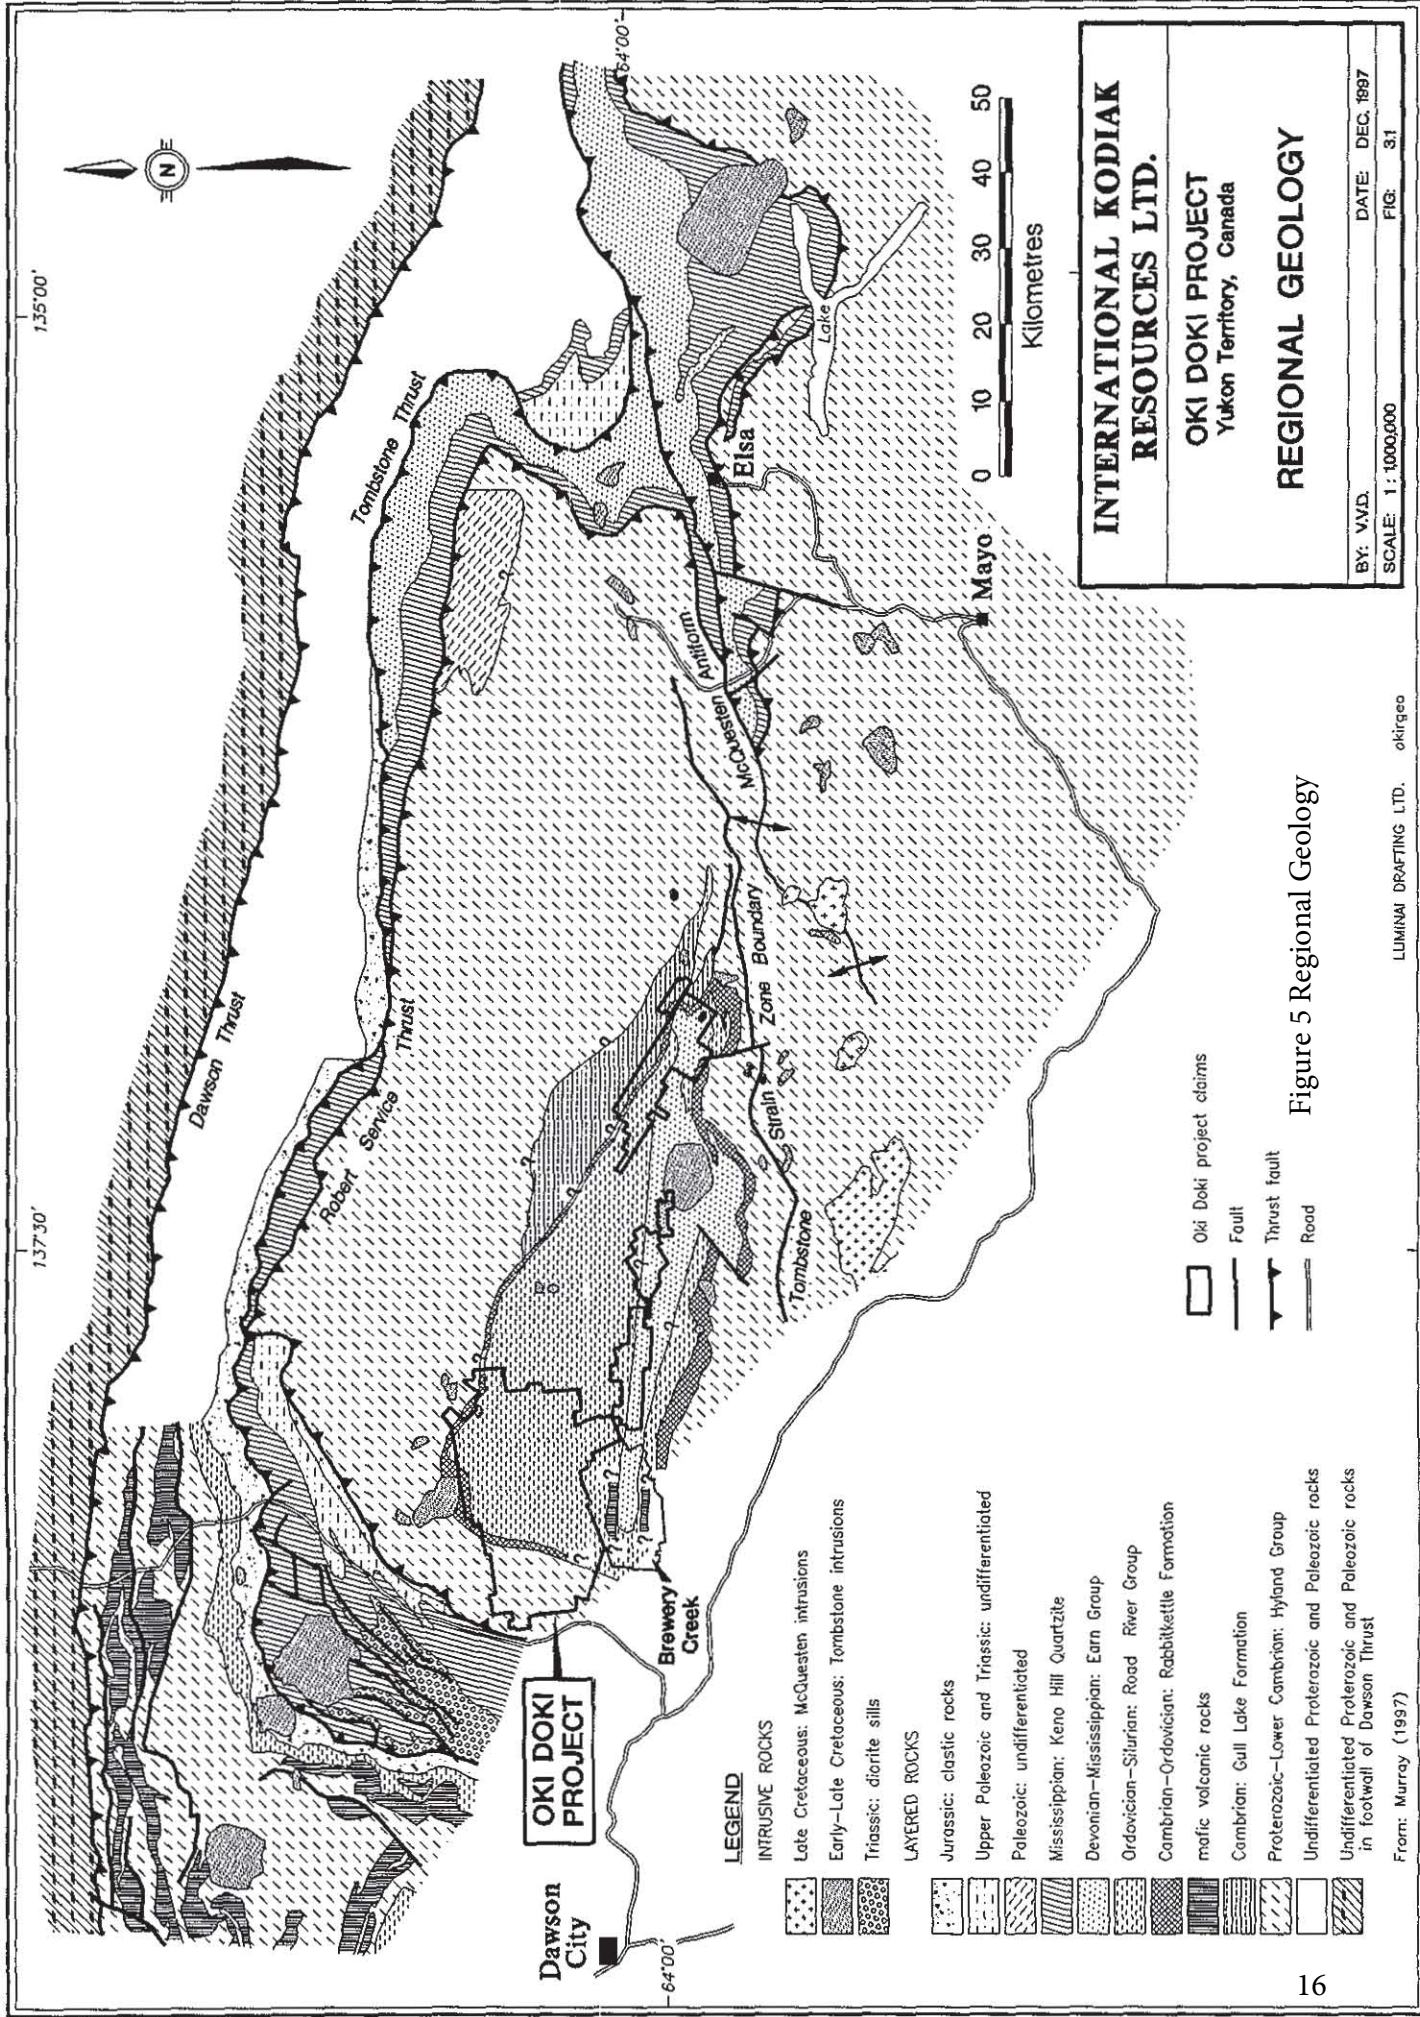 137°30'
135°00'
N
64°00'
64°00'
Dawson Thrust
Tombstone Thrust
Robert Service Thrust
McQuesten Antiform
Tombstone Strain Zone Boundary
Lake
Elsa
Mayo
Brewery
Creek
Dawson
City
OKI DOKI
PROJECT
0 10 20 30 40 50
Kilometres
LEGEND
INTRUSIVE ROCKS
Late Cretaceous: McQuesten intrusions
Early-Late Cretaceous: Tombstone intrusions
Triassic: diorite sills
LAYERED ROCKS
Jurassic: clastic rocks
Upper Paleozoic and Triassic: undifferentiated
Paleozoic: undifferentiated
Mississippian: Keno Hill Quartzite
Devonian-Mississippian: Earn Group
Ordovician-Silurian: Road River Group
Cambrian-Ordovician: Rabbitkettle Formation
mafic volcanic rocks
Cambrian: Gull Lake Formation
Proterozoic-Lower Cambrian: Hyland Group
Undifferentiated Proterozoic and Paleozoic rocks
Undifferentiated Proterozoic and Paleozoic rocks
in footwall of Dawson Thrust
From: Murray (1997)
Oki Doki project claims
Fault
Thrust fault
Road
Figure 5 Regional Geology
LUMINAI DRAFTING LTD. okirgeo
INTERNATIONAL KODIAK
RESOURCES LTD.
OKI DOKI PROJECT
Yukon Territory, Canada
REGIONAL GEOLOGY
BY: V.V.D. DATE: DEC. 1997
SCALE: 1 : 1,000,000 FIG: 3.1
16